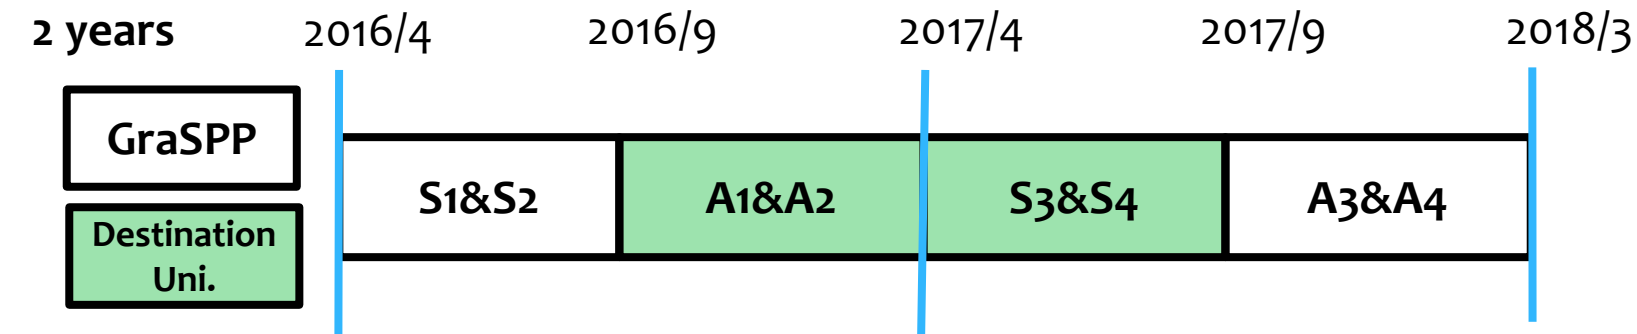 2 years 2016/4 2016/9 2017/4 2017/9 2018/3
GraSPP
S1&S2 A1&A2 S3&S4 A3&A4
Destination
Uni.